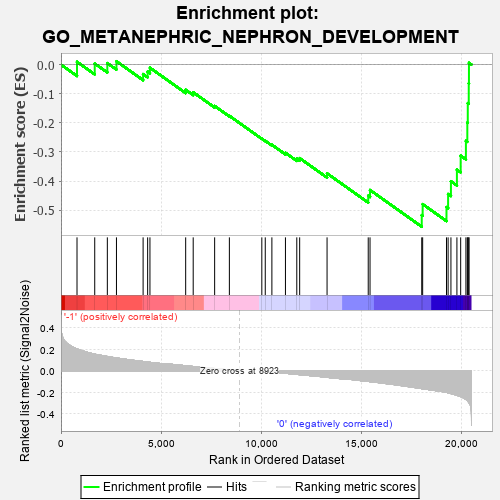 Enrichment plot:
GO_METANEPHRIC_NEPHRON_DEVELOPMENT
Enrichment score (ES)
0.0
-0.1
-0.2
-0.3
-0.4
-0.5
'-1' (positively correlated)
Ranked list metric (Signal2Noise)
0.4
0.2
0.0
-0.2
-0.4
Zero cross at 8923
'0' (negatively correlated)
0 5,000 10,000 15,000 20,000
Rank in Ordered Dataset
Enrichment profile Hits Ranking metric scores